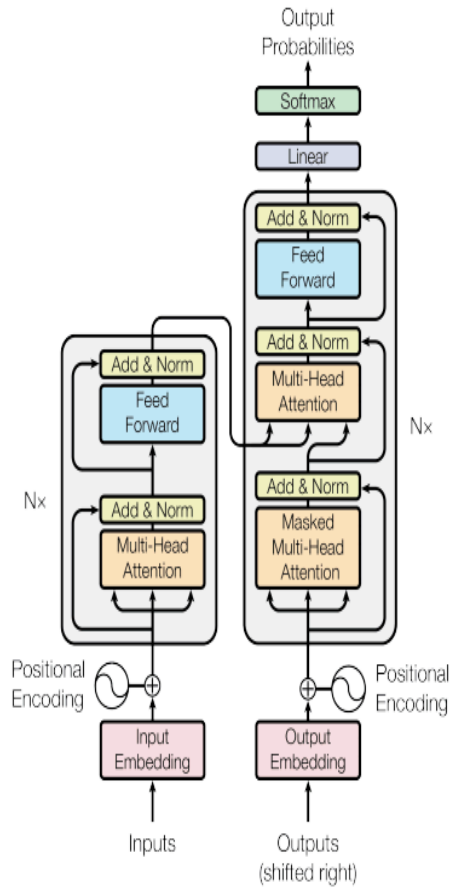 Output
Probabilities
Softmax
Linear
Add & Norm
Feed
Forward
Add & Norm
Multi-Head
Attention
Add & Norm
Masked
Multi-Head
Attention
Nx
Add & Norm
Feed
Forward
Add & Norm
Multi-Head
Attention
Nx
Positional
Encoding
Positional
Encoding
Input
Embedding
Output
Embedding
Inputs
Outputs
(shifted right)